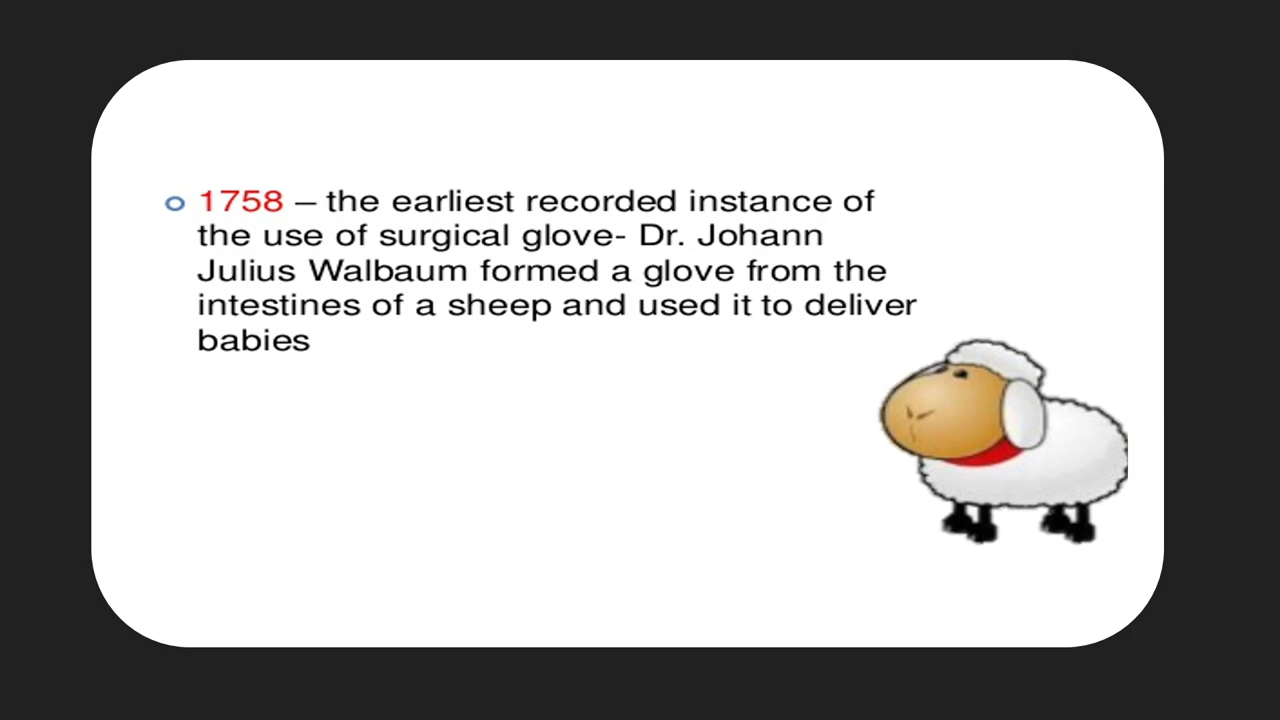 1758 – the earliest recorded instance of
the use of surgical glove- Dr. Johann
Julius Walbaum formed a glove from the
intestines of a sheep and used it to deliver
babies